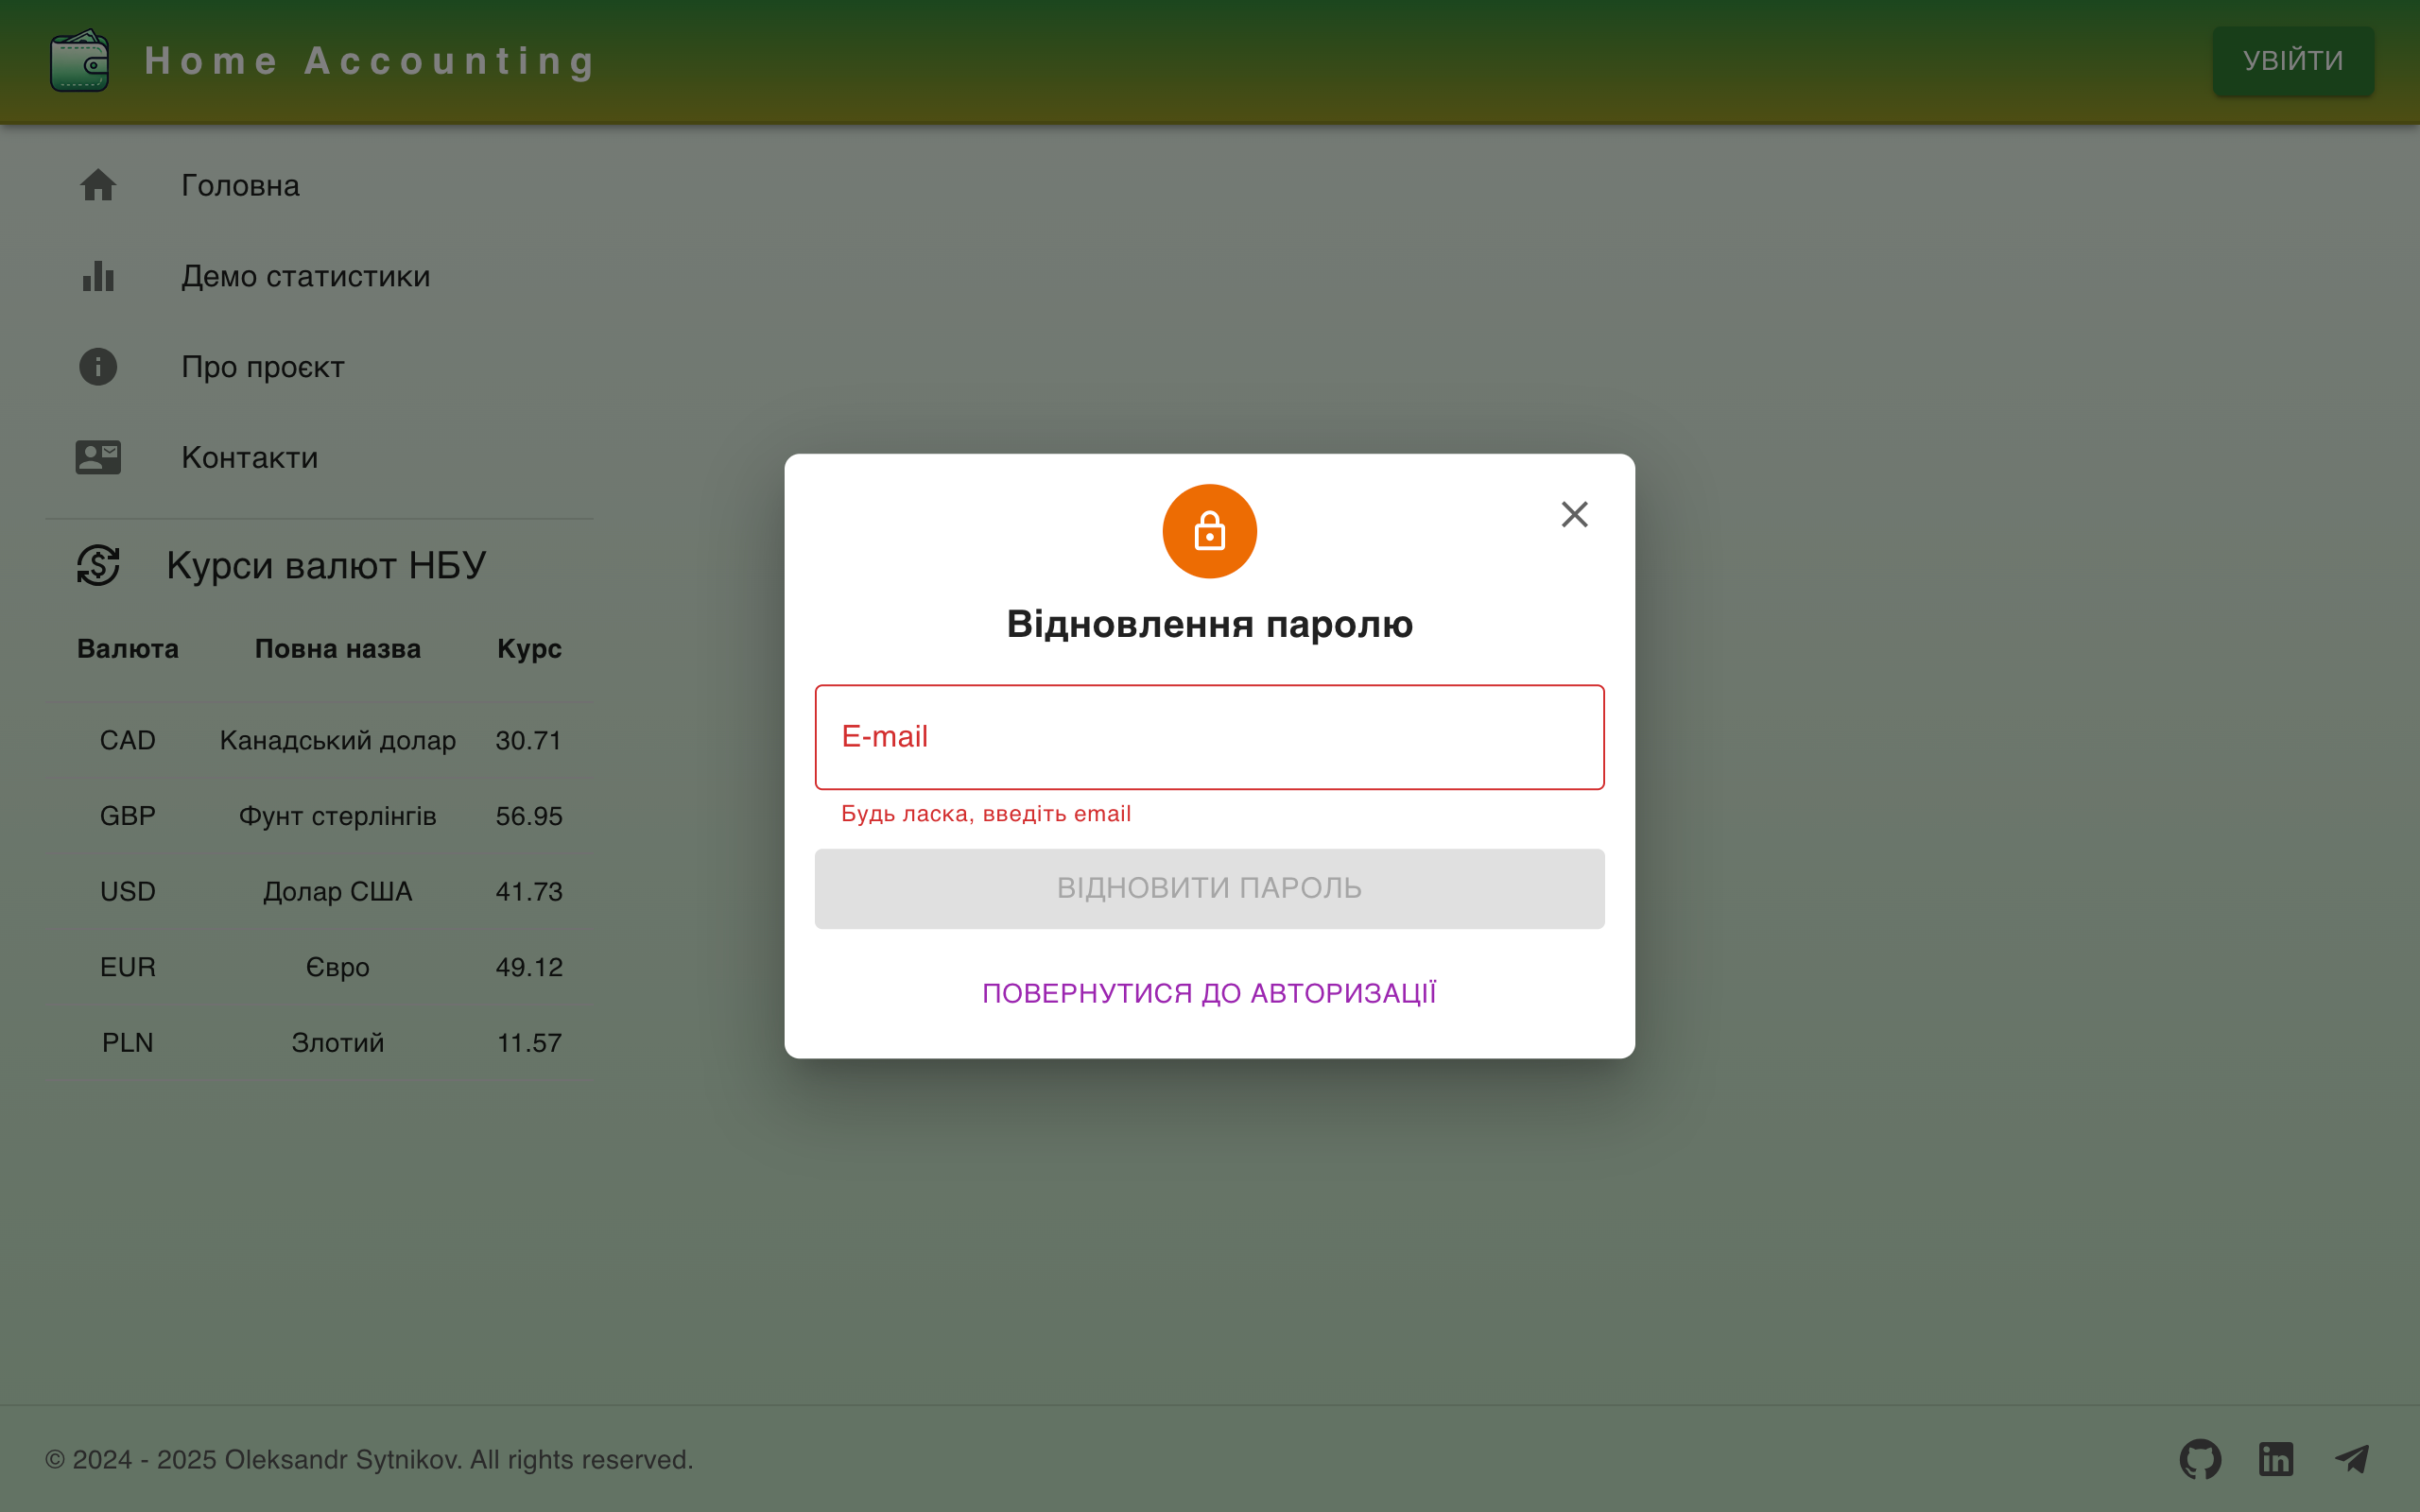 Home Accounting
УВІЙТИ
Головна
Демо статистики
Про проєкт
Контакти
Курси валют НБУ
Валюта Повна назва Курс
CAD Канадський долар 30.71
GBP Фунт стерлінгів 56.95
USD Долар США 41.73
EUR Євро 49.12
PLN Злотий 11.57
Відновлення паролю
E-mail
Будь ласка, введіть email
ВІДНОВИТИ ПАРОЛЬ
ПОВЕРНУТИСЯ ДО АВТОРИЗАЦІЇ
© 2024 - 2025 Oleksandr Sytnikov. All rights reserved.